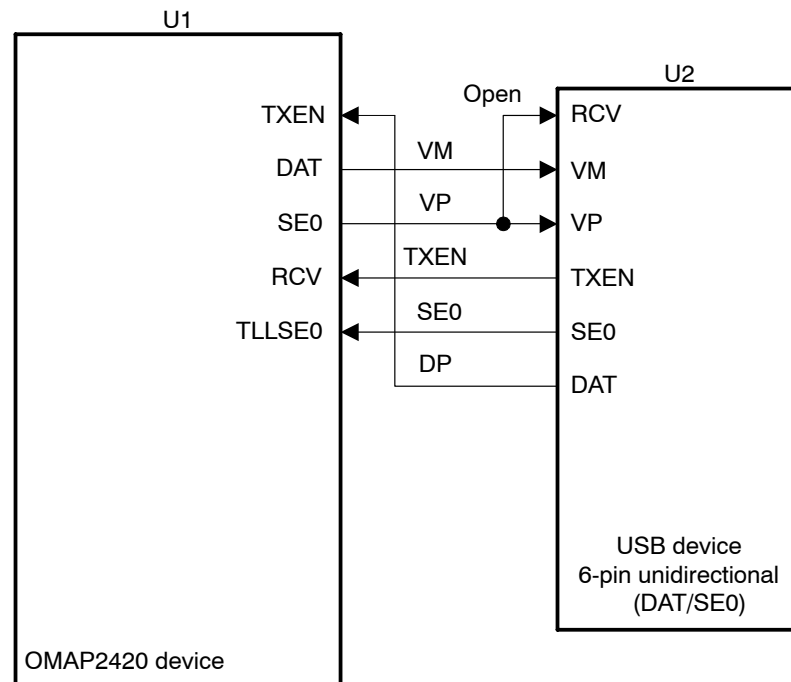 U1
U2
Open
TXEN
RCV
VM
DAT
VM
VP
SE0
VP
TXEN
RCV
TXEN
SE0
TLLSE0
SE0
DP
DAT
USB device
6-pin unidirectional
(DAT/SE0)
OMAP2420 device